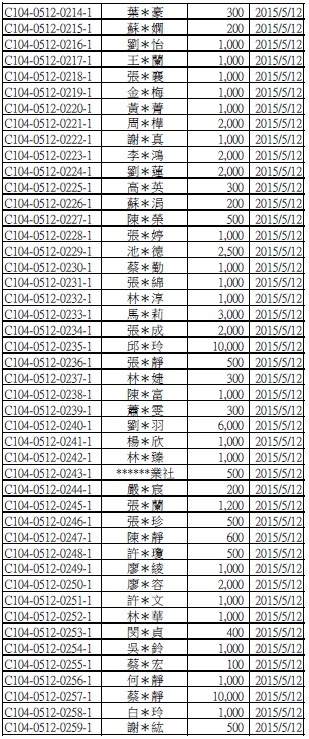 C104-0512-0214-1 葉＊豪 300 2015/5/12
C104-0512-0215-1 蘇＊嫻 200 2015/5/12
C104-0512-0216-1 劉＊怡 1,000 2015/5/12
C104-0512-0217-1 王＊蘭 1,000 2015/5/12
C104-0512-0218-1 張＊襄 1,000 2015/5/12
C104-0512-0219-1 金＊梅 1,000 2015/5/12
C104-0512-0220-1 黃＊菁 1,000 2015/5/12
C104-0512-0221-1 周＊樺 2,000 2015/5/12
C104-0512-0222-1 謝＊真 1,000 2015/5/12
C104-0512-0223-1 李＊鴻 2,000 2015/5/12
C104-0512-0224-1 劉＊蓮 2,000 2015/5/12
C104-0512-0225-1 高＊英 300 2015/5/12
C104-0512-0226-1 蘇＊涓 200 2015/5/12
C104-0512-0227-1 陳＊榮 500 2015/5/12
C104-0512-0228-1 張＊婷 1,000 2015/5/12
C104-0512-0229-1 池＊德 2,500 2015/5/12
C104-0512-0230-1 蔡＊勤 1,000 2015/5/12
C104-0512-0231-1 張＊綿 1,000 2015/5/12
C104-0512-0232-1 林＊淳 1,000 2015/5/12
C104-0512-0233-1 馬＊莉 3,000 2015/5/12
C104-0512-0234-1 張＊成 2,000 2015/5/12
C104-0512-0235-1 邱＊玲 10,000 2015/5/12
C104-0512-0236-1 張＊靜 500 2015/5/12
C104-0512-0237-1 林＊婕 300 2015/5/12
C104-0512-0238-1 陳＊富 1,000 2015/5/12
C104-0512-0239-1 蕭＊雯 300 2015/5/12
C104-0512-0240-1 劉＊羽 6,000 2015/5/12
C104-0512-0241-1 楊＊欣 1,000 2015/5/12
C104-0512-0242-1 林＊臻 1,000 2015/5/12
C104-0512-0243-1 ******業社 500 2015/5/12
C104-0512-0244-1 嚴＊宸 200 2015/5/12
C104-0512-0245-1 張＊蘭 1,200 2015/5/12
C104-0512-0246-1 張＊珍 500 2015/5/12
C104-0512-0247-1 陳＊靜 600 2015/5/12
C104-0512-0248-1 許＊瓊 500 2015/5/12
C104-0512-0249-1 廖＊綾 1,000 2015/5/12
C104-0512-0250-1 廖＊容 2,000 2015/5/12
C104-0512-0251-1 許＊文 1,000 2015/5/12
C104-0512-0252-1 林＊華 1,000 2015/5/12
C104-0512-0253-1 閔＊貞 400 2015/5/12
C104-0512-0254-1 吳＊鈴 1,000 2015/5/12
C104-0512-0255-1 蔡＊宏 100 2015/5/12
C104-0512-0256-1 何＊靜 1,000 2015/5/12
C104-0512-0257-1 蔡＊靜 10,000 2015/5/12
C104-0512-0258-1 白＊玲 1,000 2015/5/12
C104-0512-0259-1 謝＊紘 500 2015/5/12